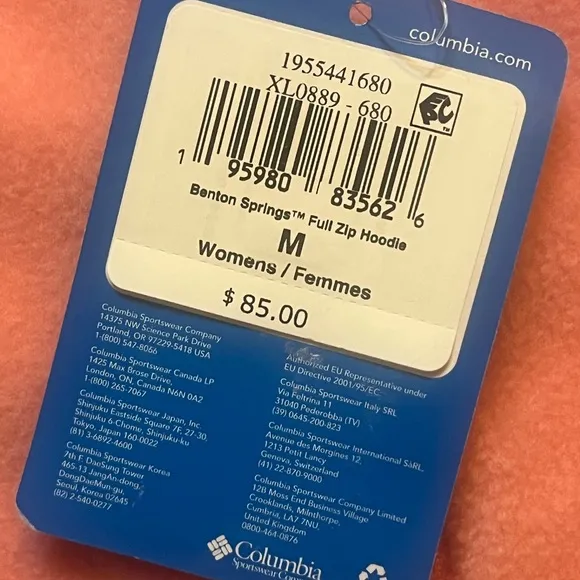 columbia.com
1955441680
XL0889 - 680
EPC™
1 95980 83562 6
Benton Springs™ Full Zip Hoodie
M
Womens / Femmes
$ 85.00
Columbia Sportswear Company
14375 NW Science Park Drive
Portland, OR 97229-5418 USA
1-(800) 547-8066
Columbia Sportswear Canada LP
1425 Max Brose Drive,
London, ON, Canada N6N 0A2
1-(800) 265-7067
Columbia Sportswear Japan, Inc.
Shinjuku Eastside Square 7F, 27-30,
Shinjuku 6-Chome, Shinjuku-ku
Tokyo, Japan 160-0022
(81) 3-6892-4600
Columbia Sportswear Korea
7th F, DaeSung Tower
465-13 JangAn-dong,
DongDaeMun-gu,
Seoul, Korea 02645
(82) 2-540-0277
Authorized EU Representative under
EU Directive 2001/95/EC
Columbia Sportswear Italy SRL
Via Feltrina 11
31040 Pederobba (TV)
(39) 0645-200-823
Columbia Sportswear International SàRL,
Avenue des Morgines 12,
1213 Petit Lancy
Geneva, Switzerland
(41) 22-870-9000
Columbia Sportswear Company Limited
12B Moss End Business Village
Crooklands, Milnthorpe,
Cumbria, LA7 7NU,
United Kingdom
0800-464-0876
Columbia
Sportswear